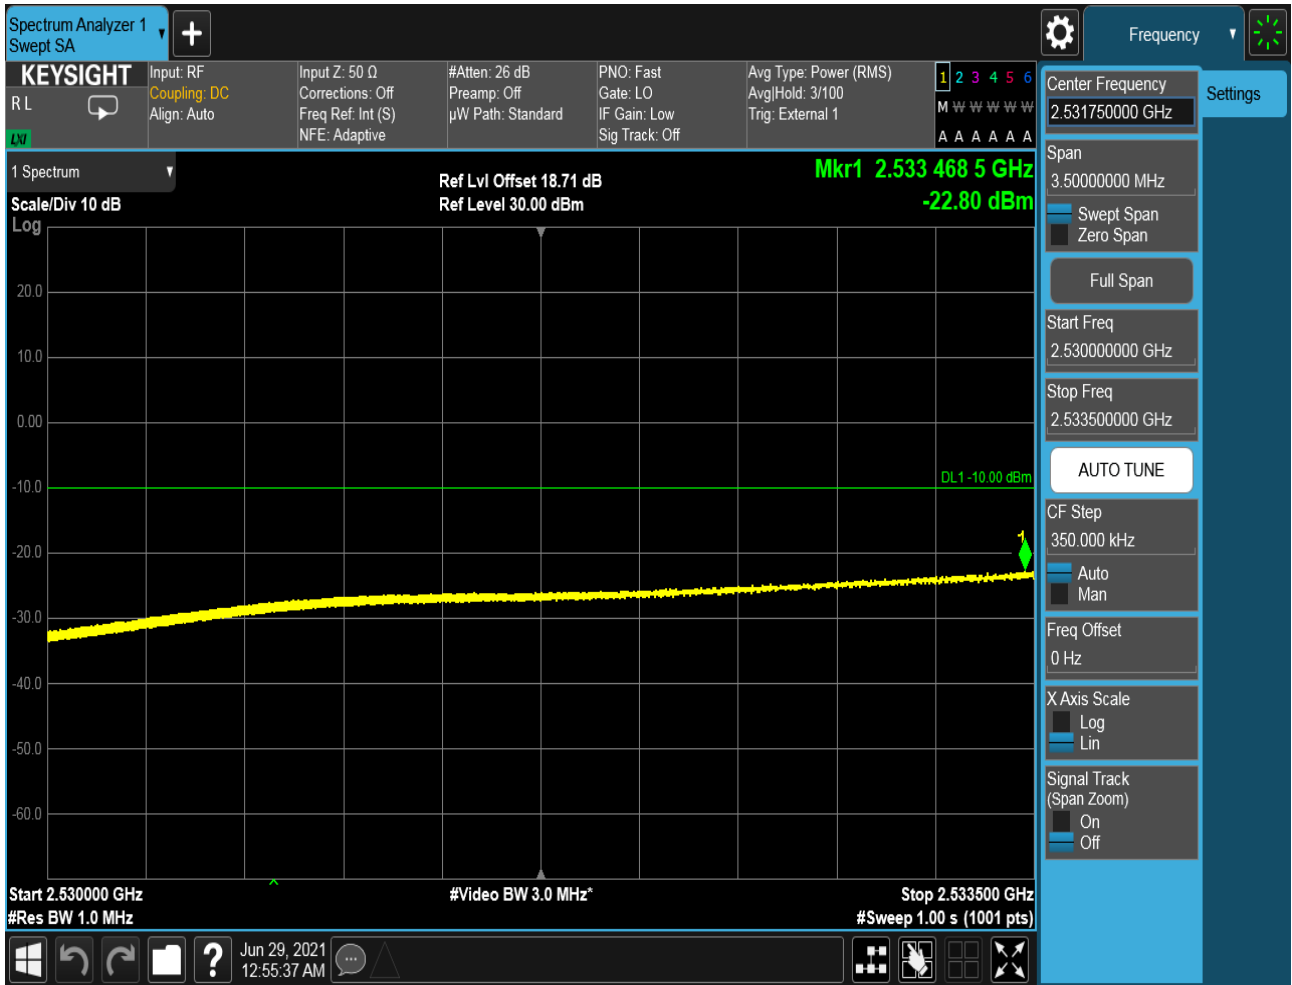 Spectrum Analyzer 1
Swept SA
Frequency
KEYSIGHT
R L
LXI
Input: RF
Coupling: DC
Align: Auto
Input Z: 50 Ω
Corrections: Off
Freq Ref: Int (S)
NFE: Adaptive
#Atten: 26 dB
Preamp: Off
µW Path: Standard
PNO: Fast
Gate: LO
IF Gain: Low
Sig Track: Off
Avg Type: Power (RMS)
Avg|Hold: 3/100
Trig: External 1
1 2 3 4 5 6
M W W W W W
A A A A A A
1 Spectrum
Scale/Div 10 dB
Log
Ref Lvl Offset 18.71 dB
Ref Level 30.00 dBm
Mkr1 2.533 468 5 GHz
-22.80 dBm
20.0
10.0
0.00
-10.0
-20.0
-30.0
-40.0
-50.0
-60.0
DL1 -10.00 dBm
1
Start 2.530000 GHz
#Res BW 1.0 MHz
#Video BW 3.0 MHz*
Stop 2.533500 GHz
#Sweep 1.00 s (1001 pts)
Jun 29, 2021
12:55:37 AM
Center Frequency
2.531750000 GHz
Settings
Span
3.50000000 MHz
Swept Span
Zero Span
Full Span
Start Freq
2.530000000 GHz
Stop Freq
2.533500000 GHz
AUTO TUNE
CF Step
350.000 kHz
Auto
Man
Freq Offset
0 Hz
X Axis Scale
Log
Lin
Signal Track
(Span Zoom)
On
Off